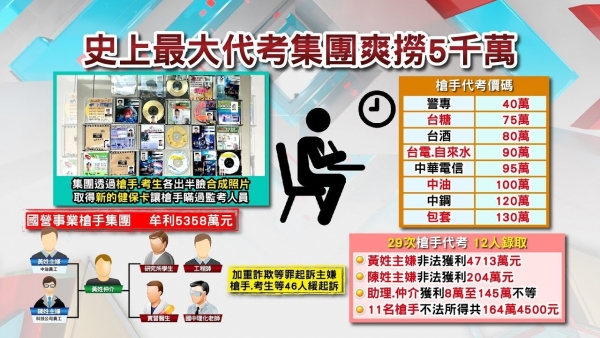 史上最大代考集團爽撈5千萬
集團透過槍手.考生各出半臉合成照片
取得新的健保卡讓槍手瞞過監考人員
槍手代考價碼
警專 40萬
台糖 75萬
台酒 80萬
台電.自來水 90萬
中華電信 95萬
中油 100萬
中鋼 120萬
包套 130萬
國營事業槍手集團 牟利5358萬元
黃姓主嫌
中油員工
陳姓主嫌
科技公司員工
黃姓仲介
研究所學生
工程師
實習醫生
國中理化老師
加重詐欺等罪起訴主嫌
槍手.考生等46人緩起訴
29次槍手代考 12人錄取
黃姓主嫌非法獲利4713萬元
陳姓主嫌非法獲利204萬元
助理.仲介獲利8萬至145萬不等
11名槍手不法所得共164萬4500元